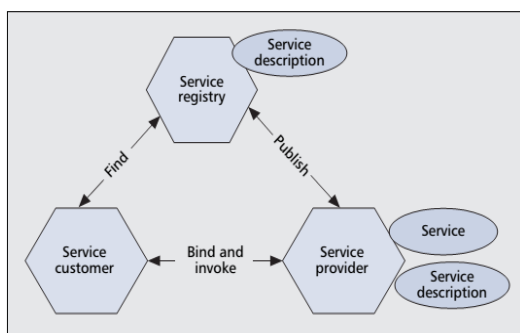 Service
description
Service
registry
Find
Publish
Service
customer
Bind and
invoke
Service
provider
Service
Service
description